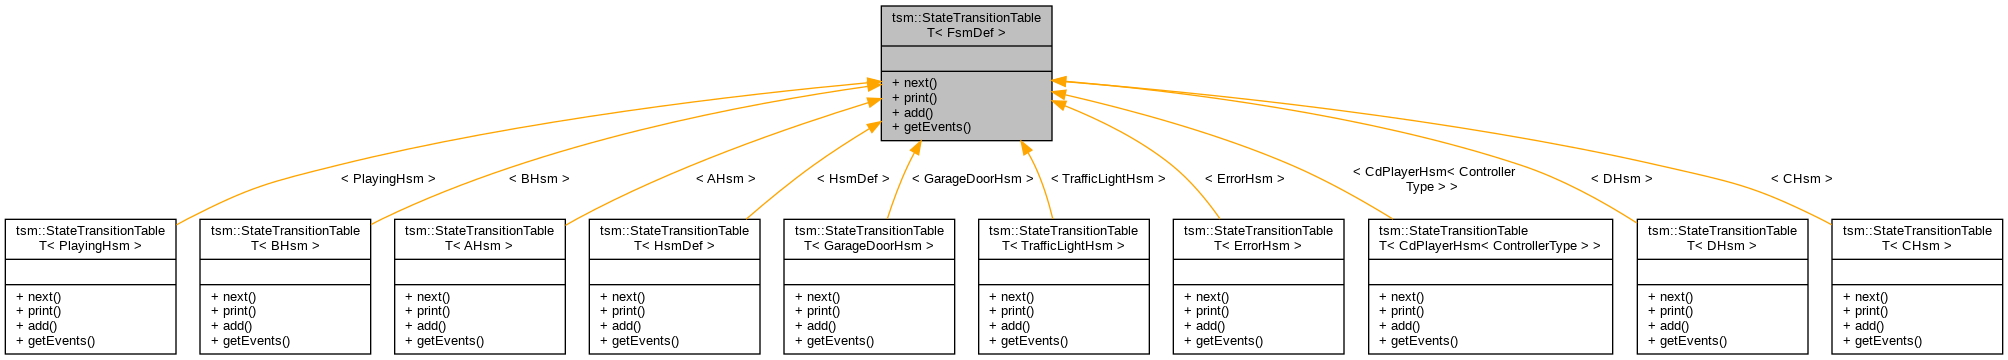 tsm::StateTransitionTable
T< FsmDef >
+ next()
+ print()
+ add()
+ getEvents()
< PlayingHsm >
< BHsm >
< AHsm >
< HsmDef >
< GarageDoorHsm >
< TrafficLightHsm >
< ErrorHsm >
< CdPlayerHsm< Controller
Type > >
< DHsm >
< CHsm >
tsm::StateTransitionTable
T< PlayingHsm >
+ next()
+ print()
+ add()
+ getEvents()
tsm::StateTransitionTable
T< BHsm >
+ next()
+ print()
+ add()
+ getEvents()
tsm::StateTransitionTable
T< AHsm >
+ next()
+ print()
+ add()
+ getEvents()
tsm::StateTransitionTable
T< HsmDef >
+ next()
+ print()
+ add()
+ getEvents()
tsm::StateTransitionTable
T< GarageDoorHsm >
+ next()
+ print()
+ add()
+ getEvents()
tsm::StateTransitionTable
T< TrafficLightHsm >
+ next()
+ print()
+ add()
+ getEvents()
tsm::StateTransitionTable
T< ErrorHsm >
+ next()
+ print()
+ add()
+ getEvents()
tsm::StateTransitionTable
T< CdPlayerHsm< ControllerType > >
+ next()
+ print()
+ add()
+ getEvents()
tsm::StateTransitionTable
T< DHsm >
+ next()
+ print()
+ add()
+ getEvents()
tsm::StateTransitionTable
T< CHsm >
+ next()
+ print()
+ add()
+ getEvents()